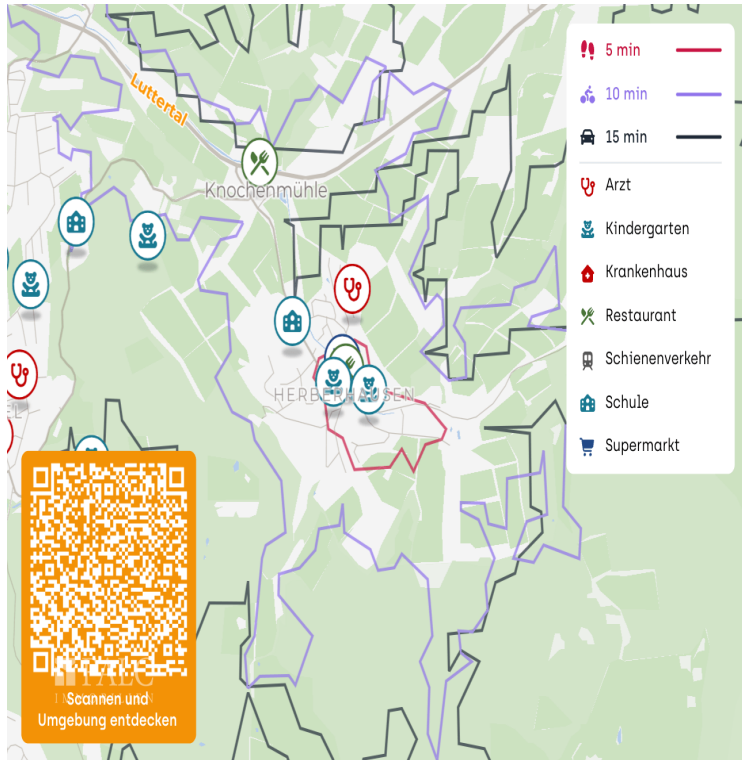 5 min
10 min
15 min
Arzt
Kindergarten
Krankenhaus
Restaurant
Schienenverkehr
Schule
Supermarkt
Luttertal
Knochenmühle
HERBERHAUSEN
EL
Scannen und
Umgebung entdecken